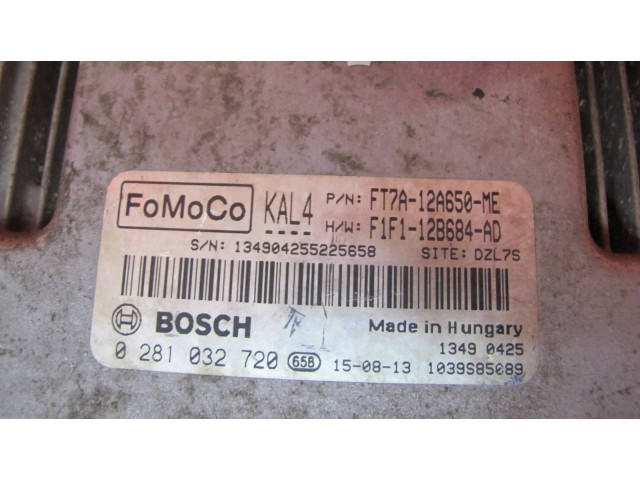 FoMoCo KAL4 P/N: FT7A-12A650-ME
---- H/W: F1F1-12B684-AD
S/N: 134904255225658 SITE: DZL7S
BOSCH Made in Hungary
1349 0425
0 281 032 720 658 15-08-13 1039S85089